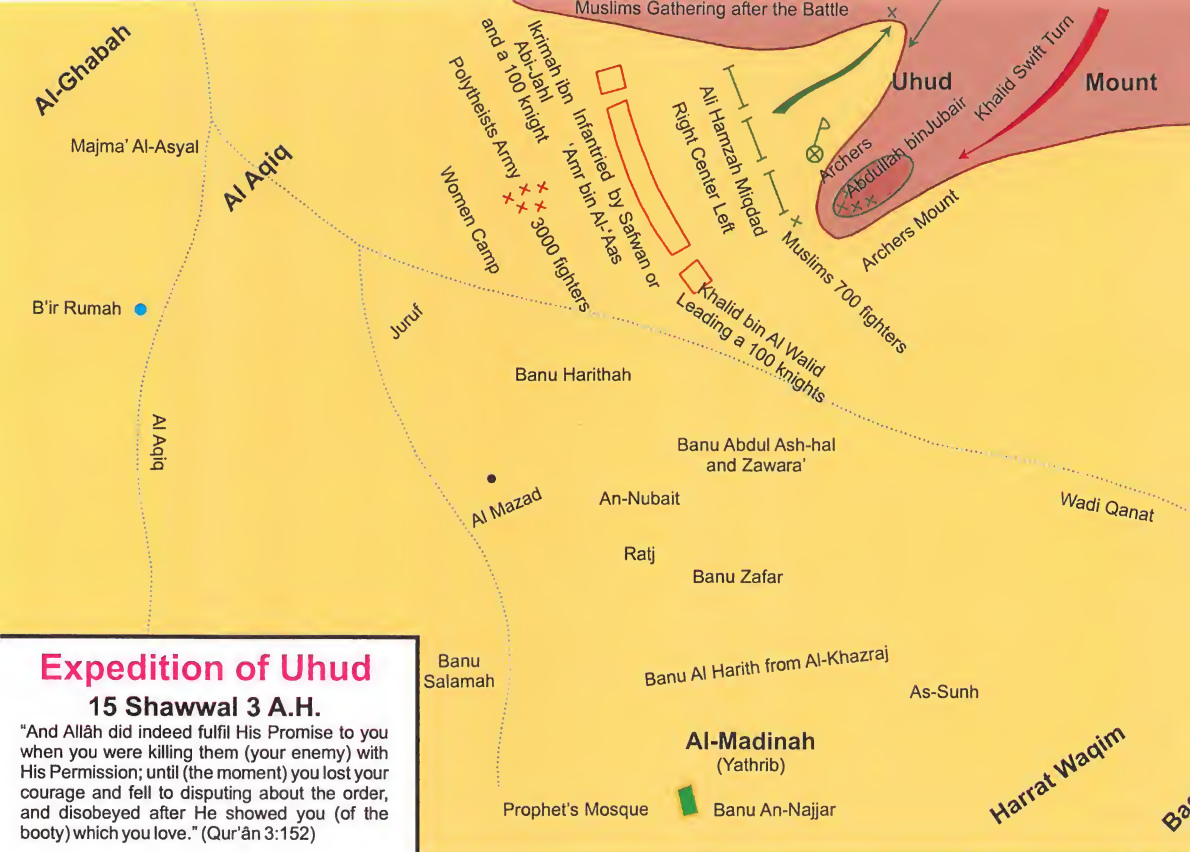 Muslims Gathering after the Battle
Al-Ghabah
Majma' Al-Asyal
Al Aqiq
Ikrimah ibn
Abi-Jahl
and a 100 knight
Infantried by Safwan or
'Amr bin Al-'Aas
Polytheists Army
3000 fighters
Women Camp
Ali Hamzah Miqdad
Right Center Left
Uhud
Mount
Khalid Swift Turn
Archers
Abdullah binJubair
Archers Mount
Muslims 700 fighters
Khalid bin Al Walid
Leading a 100 knights
B'ir Rumah
Juruf
Al Aqiq
Banu Harithah
Banu Abdul Ash-hal
and Zawara'
Al Mazad
An-Nubait
Wadi Qanat
Ratj
Banu Zafar
Banu
Salamah
Banu Al Harith from Al-Khazraj
As-Sunh
Al-Madinah
(Yathrib)
Prophet's Mosque
Banu An-Najjar
Harrat Waqim
Expedition of Uhud
15 Shawwal 3 A.H.
"And Allâh did indeed fulfil His Promise to you
when you were killing them (your enemy) with
His Permission; until (the moment) you lost your
courage and fell to disputing about the order,
and disobeyed after He showed you (of the
booty) which you love." (Qur'ân 3:152)